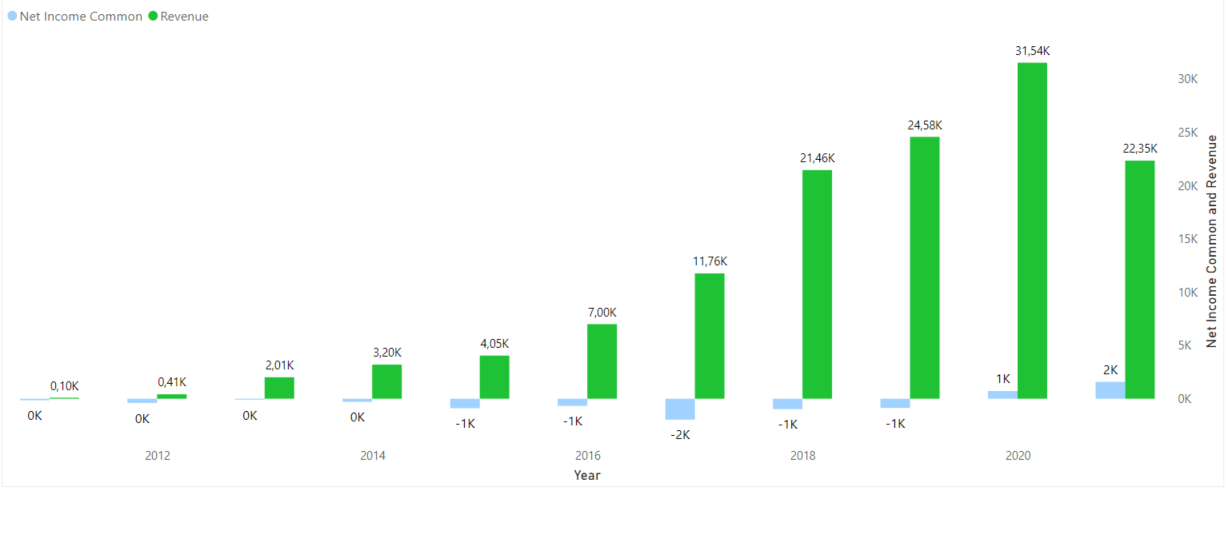 Net Income Common Revenue
31,54K
30K
24,58K
25K
22,35K
21,46K
20K
15K
11,76K
10K
7,00K
4,05K
5K
3,20K
2,01K
1K
2K
0,10K
0,41K
0K
0K
0K
0K
0K
-1K
-1K
-2K
-1K
-1K
2012
2014
2016
2018
2020
Year
Net Income Common and Revenue